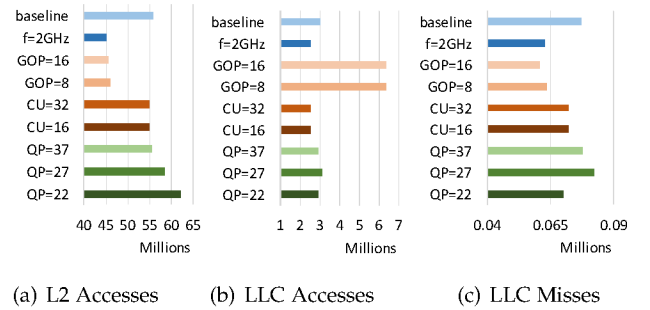 baseline
f=2GHz
GOP=16
GOP=8
CU=32
CU=16
QP=37
QP=27
QP=22
40 45 50 55 60 65
Millions
(a) L2 Accesses
baseline
f=2GHz
GOP=16
GOP=8
CU=32
CU=16
QP=37
QP=27
QP=22
1 2 3 4 5 6 7
Millions
(b) LLC Accesses
baseline
f=2GHz
GOP=16
GOP=8
CU=32
CU=16
QP=37
QP=27
QP=22
0.04 0.065 0.09
Millions
(c) LLC Misses